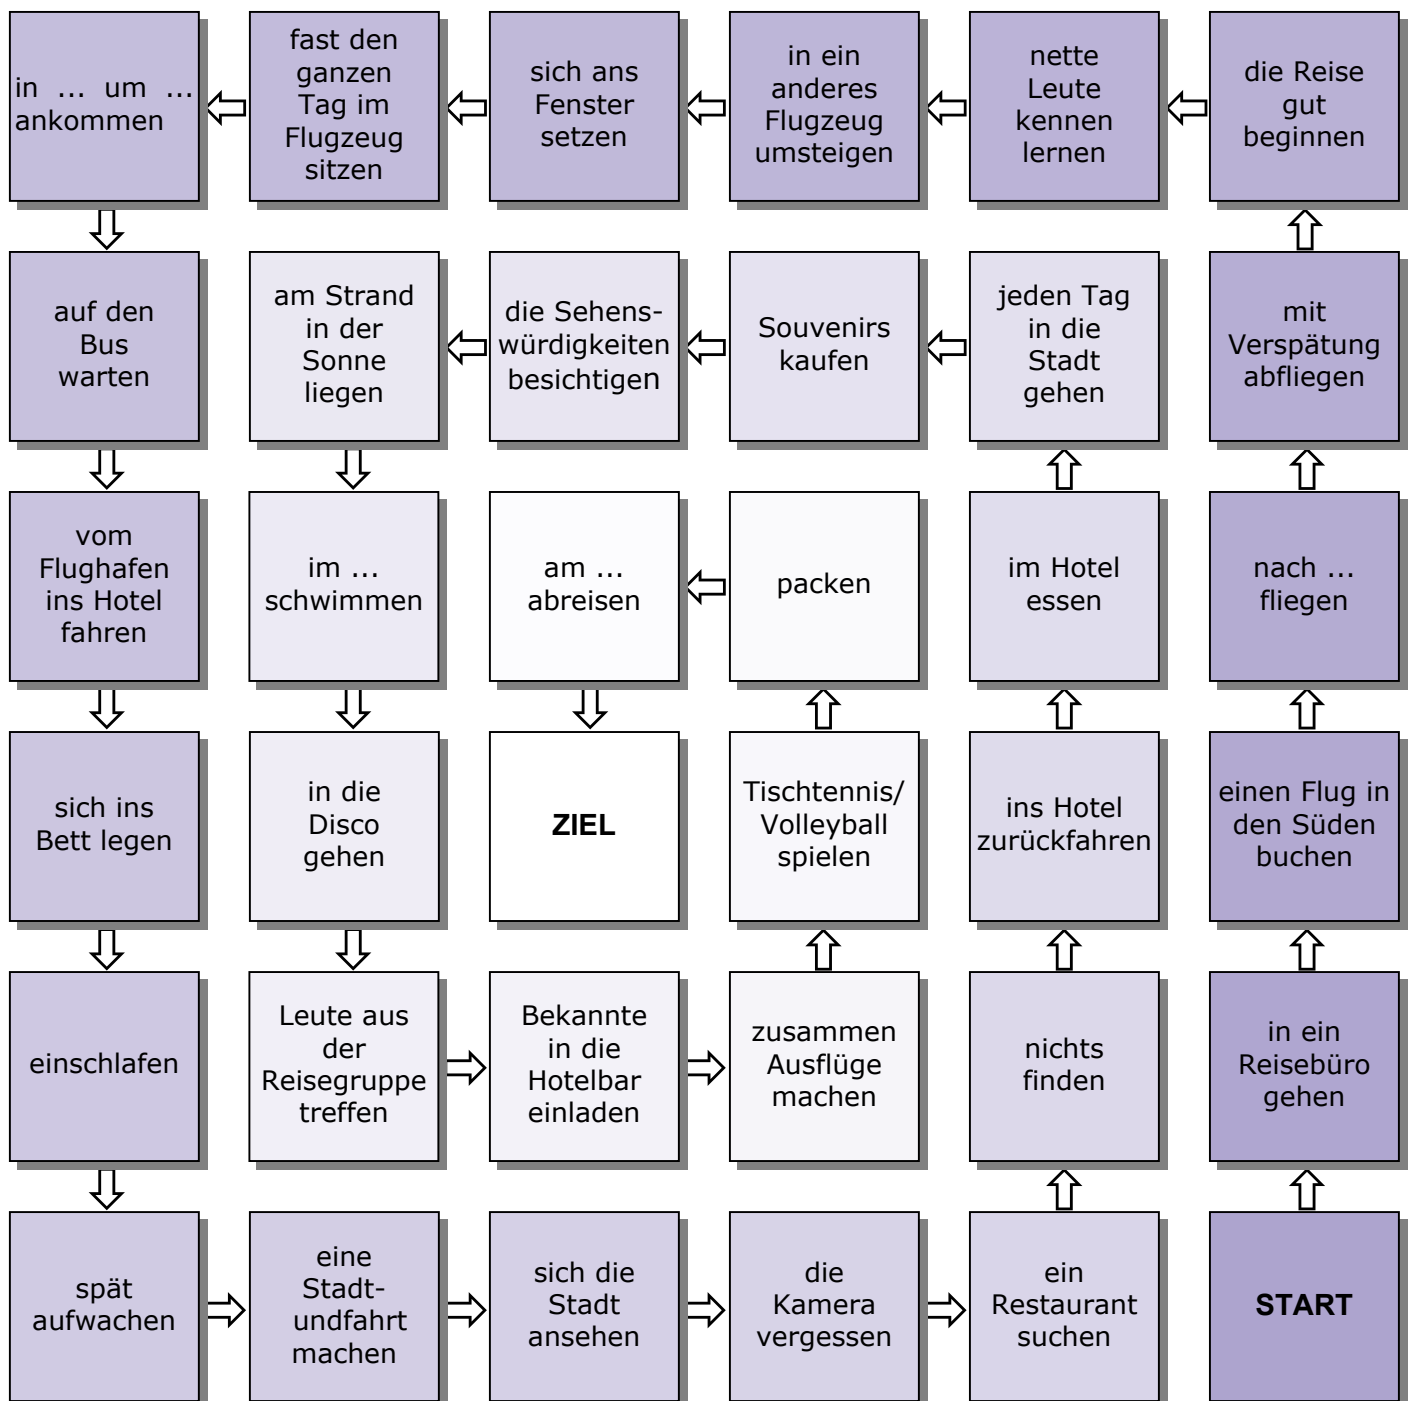 in ... um ...
ankommen
fast den
ganzen
Tag im
Flugzeug
sitzen
sich ans
Fenster
setzen
in ein
anderes
Flugzeug
umsteigen
nette
Leute
kennen
lernen
die Reise
gut
beginnen
auf den
Bus
warten
am Strand
in der
Sonne
liegen
die Sehens-
würdigkeiten
besichtigen
Souvenirs
kaufen
jeden Tag
in die
Stadt
gehen
mit
Verspätung
abfliegen
vom
Flughafen
ins Hotel
fahren
im ...
schwimmen
am ...
abreisen
packen
im Hotel
essen
nach ...
fliegen
sich ins
Bett legen
in die
Disco
gehen
ZIEL
Tischtennis/
Volleyball
spielen
ins Hotel
zurückfahren
einen Flug in
den Süden
buchen
einschlafen
Leute aus
der
Reisegruppe
treffen
Bekannte
in die
Hotelbar
einladen
zusammen
Ausflüge
machen
nichts
finden
in ein
Reisebüro
gehen
spät
aufwachen
eine
Stadt-
undfahrt
machen
sich die
Stadt
ansehen
die
Kamera
vergessen
ein
Restaurant
suchen
START